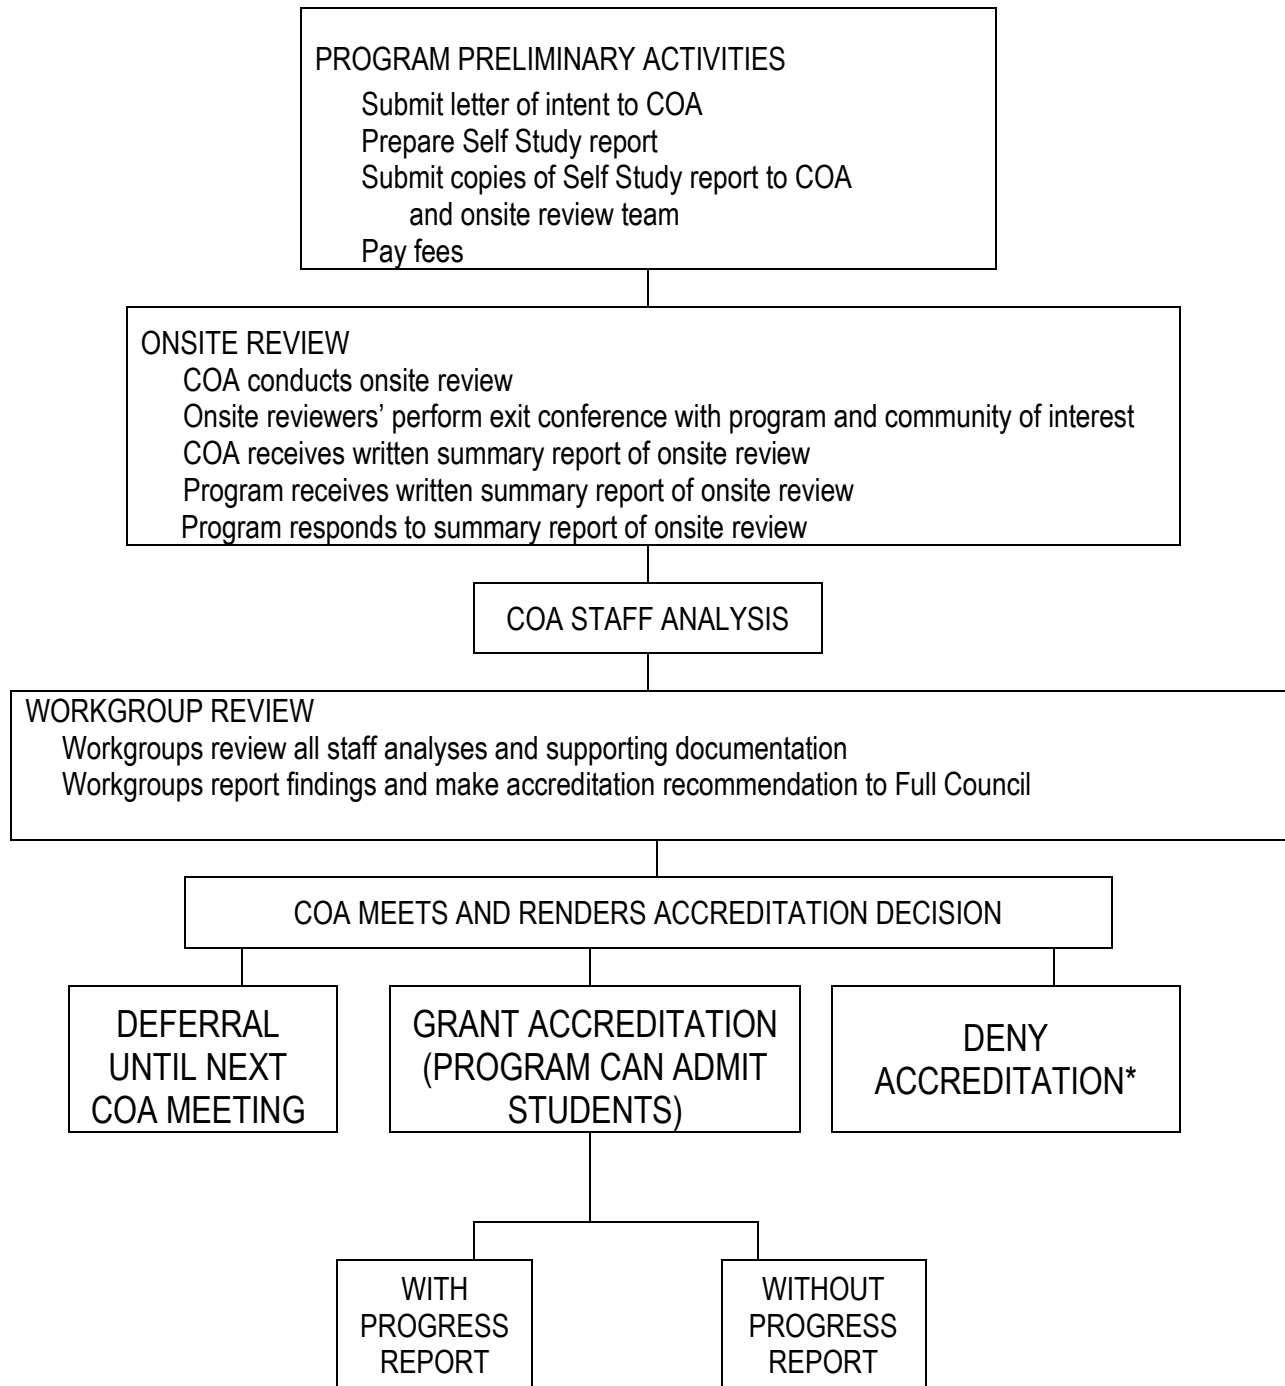 PROGRAM PRELIMINARY ACTIVITIES
Submit letter of intent to COA
Prepare Self Study report
Submit copies of Self Study report to COA
and onsite review team
Pay fees
ONSITE REVIEW
COA conducts onsite review
Onsite reviewers’ perform exit conference with program and community of interest
COA receives written summary report of onsite review
Program receives written summary report of onsite review
Program responds to summary report of onsite review
COA STAFF ANALYSIS
WORKGROUP REVIEW
Workgroups review all staff analyses and supporting documentation
Workgroups report findings and make accreditation recommendation to Full Council
COA MEETS AND RENDERS ACCREDITATION DECISION
DEFERRAL
UNTIL NEXT
COA MEETING
GRANT ACCREDITATION
(PROGRAM CAN ADMIT
STUDENTS)
DENY
ACCREDITATION*
WITH
PROGRESS
REPORT
WITHOUT
PROGRESS
REPORT